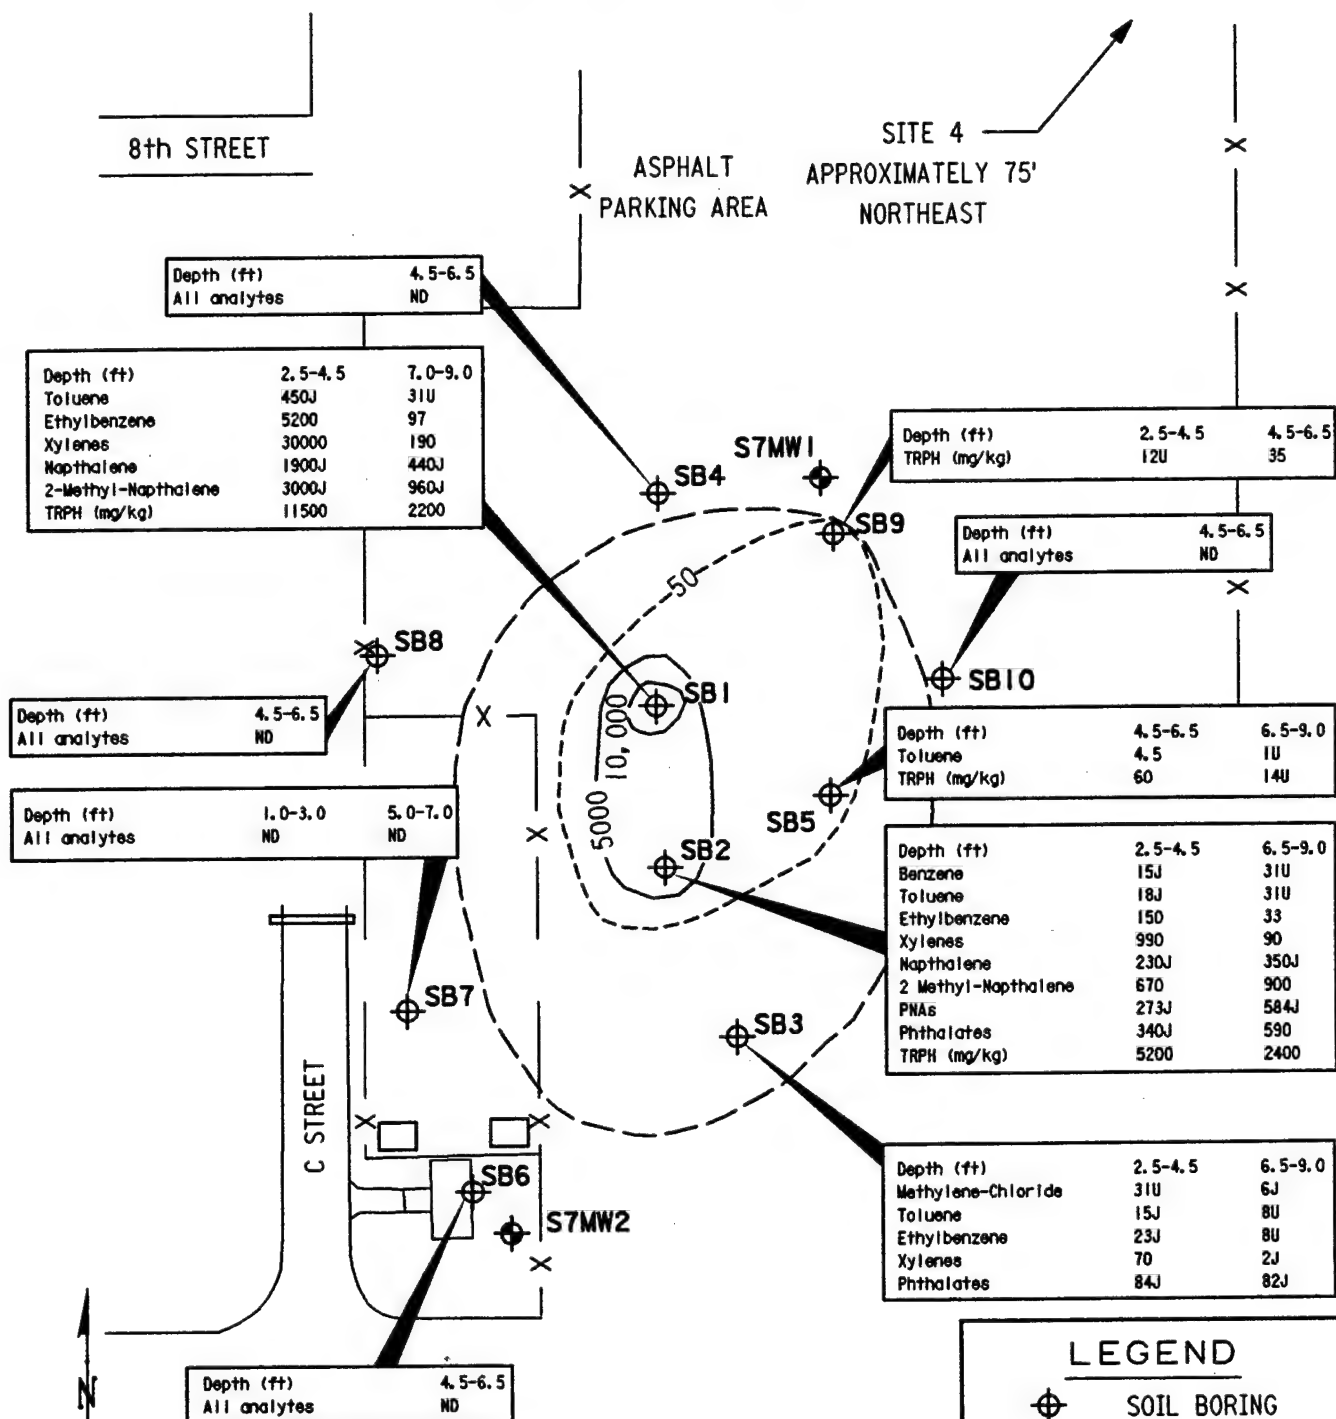 8th STREET
ASPHALT
PARKING AREA
SITE 4
APPROXIMATELY 75'
NORTHEAST
X
X
X
Depth (ft) 4.5-6.5
All analytes ND
Depth (ft) 2.5-4.5 7.0-9.0
Toluene 450J 31U
Ethylbenzene 5200 97
Xylenes 30000 190
Napthalene 1900J 440J
2-Methyl-Napthalene 3000J 960J
TRPH (mg/kg) 11500 2200
SB4
S7MW1
SB9
Depth (ft) 2.5-4.5 4.5-6.5
TRPH (mg/kg) 12U 35
Depth (ft) 4.5-6.5
All analytes ND
X
50
X
SB8
SB1
SB10
10,000
5000
Depth (ft) 4.5-6.5
All analytes ND
X
Depth (ft) 4.5-6.5 6.5-9.0
Toluene 4.5 1U
TRPH (mg/kg) 60 14U
SB5
Depth (ft) 1.0-3.0 5.0-7.0
All analytes ND ND
X
SB2
Depth (ft) 2.5-4.5 6.5-9.0
Benzene 15J 31U
Toluene 18J 31U
Ethylbenzene 150 33
Xylenes 990 90
Napthalene 230J 350J
2 Methyl-Napthalene 670 900
PNAs 273J 584J
Phthalates 340J 590
TRPH (mg/kg) 5200 2400
SB7
SB3
C STREET
X
X
SB6
S7MW2
X
Depth (ft) 2.5-4.5 6.5-9.0
Methylene-Chloride 31U 6J
Toluene 15J 8U
Ethylbenzene 23J 8U
Xylenes 70 2J
Phthalates 84J 82J
N
Depth (ft) 4.5-6.5
All analytes ND
LEGEND
SOIL BORING